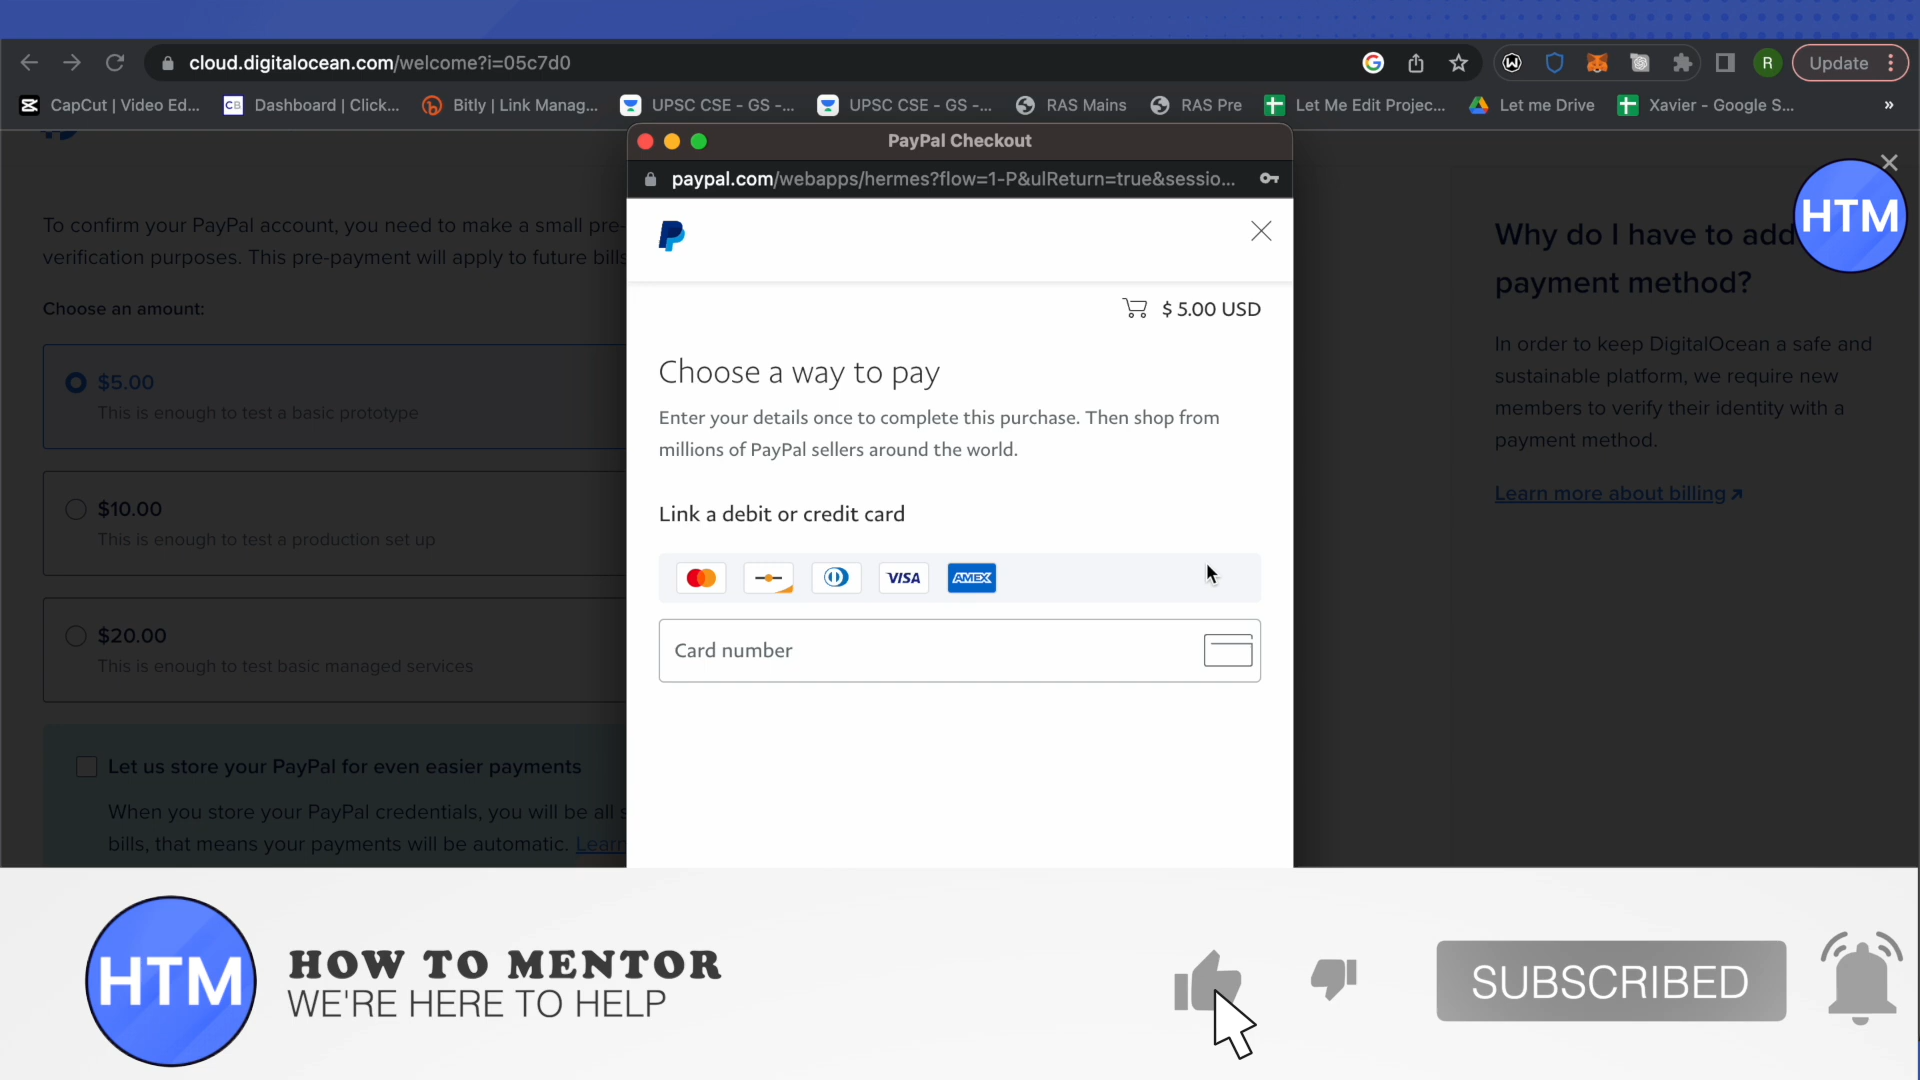 cloud.digitalocean.com/welcome?i=05c7d0
Update
R
CapCut | Video Ed...
CB Dashboard | Click...
Bitly | Link Manag...
UPSC CSE - GS -...
UPSC CSE - GS -...
RAS Mains
RAS Pre
Let Me Edit Projec...
Let me Drive
Xavier - Google S...
»
PayPal Checkout
paypal.com/webapps/hermes?flow=1-P&ulReturn=true&sessio...
To confirm your PayPal account, you need to make a small pre-
verification purposes. This pre-payment will apply to future bills
Choose an amount:
$5.00
This is enough to test a basic prototype
$10.00
This is enough to test a production set up
$20.00
This is enough to test basic managed services
Let us store your PayPal for even easier payments
When you store your PayPal credentials, you will be all s
bills, that means your payments will be automatic. Learn
$ 5.00 USD
Choose a way to pay
Enter your details once to complete this purchase. Then shop from
millions of PayPal sellers around the world.
Link a debit or credit card
VISA
AMEX
Card number
HTM
Why do I have to add
payment method?
In order to keep DigitalOcean a safe and
sustainable platform, we require new
members to verify their identity with a
payment method.
Learn more about billing
HTM
HOW TO MENTOR
WE'RE HERE TO HELP
SUBSCRIBED